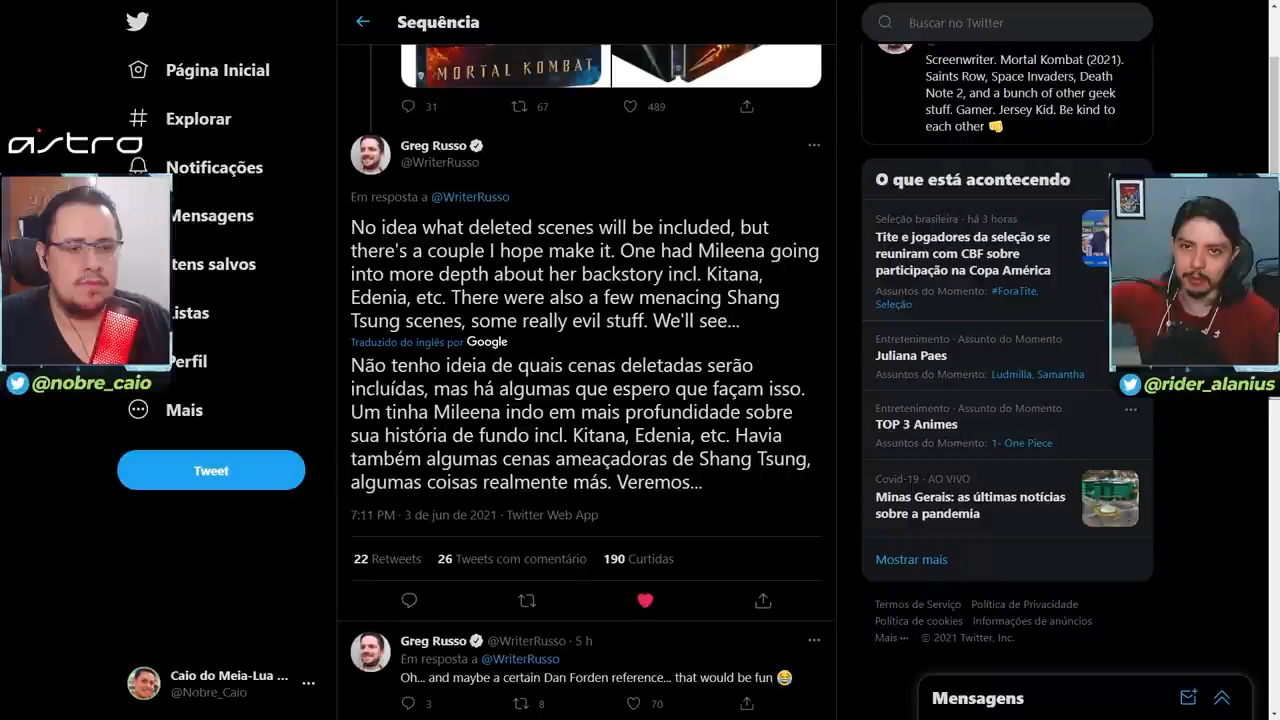 Página Inicial
Explorar
Notificações
Mensagens
tens salvos
Listas
Perfil
Mais
Tweet
Caio do Meia-Lua ...
@Nobre_Caio
astro
@nobre_caio
Sequência
MORTAL KOMBAT
31
67
489
Greg Russo
@WriterRusso
Em resposta a @WriterRusso
No idea what deleted scenes will be included, but
there's a couple I hope make it. One had Mileena going
into more depth about her backstory incl. Kitana,
Edenia, etc. There were also a few menacing Shang
Tsung scenes, some really evil stuff. We'll see...
Traduzido do inglês por Google
Não tenho ideia de quais cenas deletadas serão
incluídas, mas há algumas que espero que façam isso.
Um tinha Mileena indo em mais profundidade sobre
sua história de fundo incl. Kitana, Edenia, etc. Havia
também algumas cenas ameaçadoras de Shang Tsung,
algumas coisas realmente más. Veremos...
7:11 PM · 3 de jun de 2021 · Twitter Web App
22 Retweets 26 Tweets com comentário 190 Curtidas
Greg Russo @WriterRusso · 5 h
Em resposta a @WriterRusso
Oh... and maybe a certain Dan Forden reference... that would be fun 😂
3
8
70
Buscar no Twitter
Screenwriter. Mortal Kombat (2021).
Saints Row, Space Invaders, Death
Note 2, and a bunch of other geek
stuff. Gamer. Jersey Kid. Be kind to
each other 👊
O que está acontecendo
Seleção brasileira · há 3 horas
Tite e jogadores da seleção se
reuniram com CBF sobre
participação na Copa América
Assuntos do Momento: #ForaTite,
Seleção
Entretenimento · Assunto do Momento
Juliana Paes
Assuntos do Momento: Ludmilla, Samantha
Entretenimento · Assunto do Momento
TOP 3 Animes
Assuntos do Momento: 1- One Piece
Covid-19 · AO VIVO
Minas Gerais: as últimas notícias
sobre a pandemia
Mostrar mais
Termos de Serviço Política de Privacidade
Política de cookies Informações de anúncios
Mais ··· © 2021 Twitter, Inc.
Mensagens
@rider_alanius